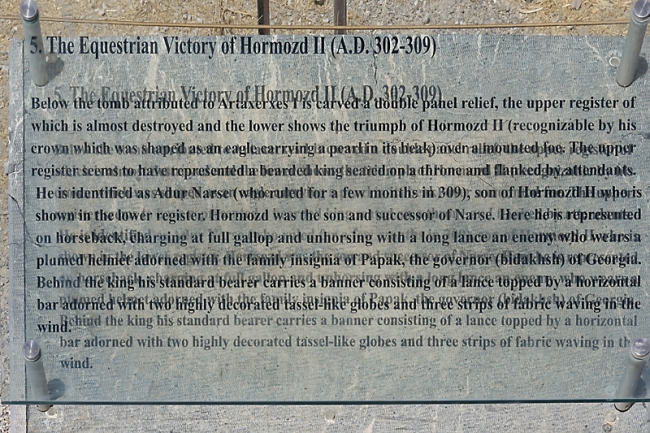 5. The Equestrian Victory of Hormozd II (A.D. 302-309)
Below the tomb attributed to Artaxerxes I is carved a double panel relief, the upper register of
which is almost destroyed and the lower shows the triumph of Hormozd II (recognizable by his
crown which was shaped as an eagle carrying a pearl in its beak) over a mounted foe. The upper
register seems to have represented a bearded king seated on a throne and flanked by attendants.
He is identified as Adur Narse (who ruled for a few months in 309), son of Hormozd II who is
shown in the lower register. Hormozd was the son and successor of Narse. Here he is represented
on horseback, charging at full gallop and unhorsing with a long lance an enemy who wears a
plumed helmet adorned with the family insignia of Papak, the governor (bidakhsh) of Georgia.
Behind the king his standard bearer carries a banner consisting of a lance topped by a horizontal
bar adorned with two highly decorated tassel-like globes and three strips of fabric waving in the
wind.